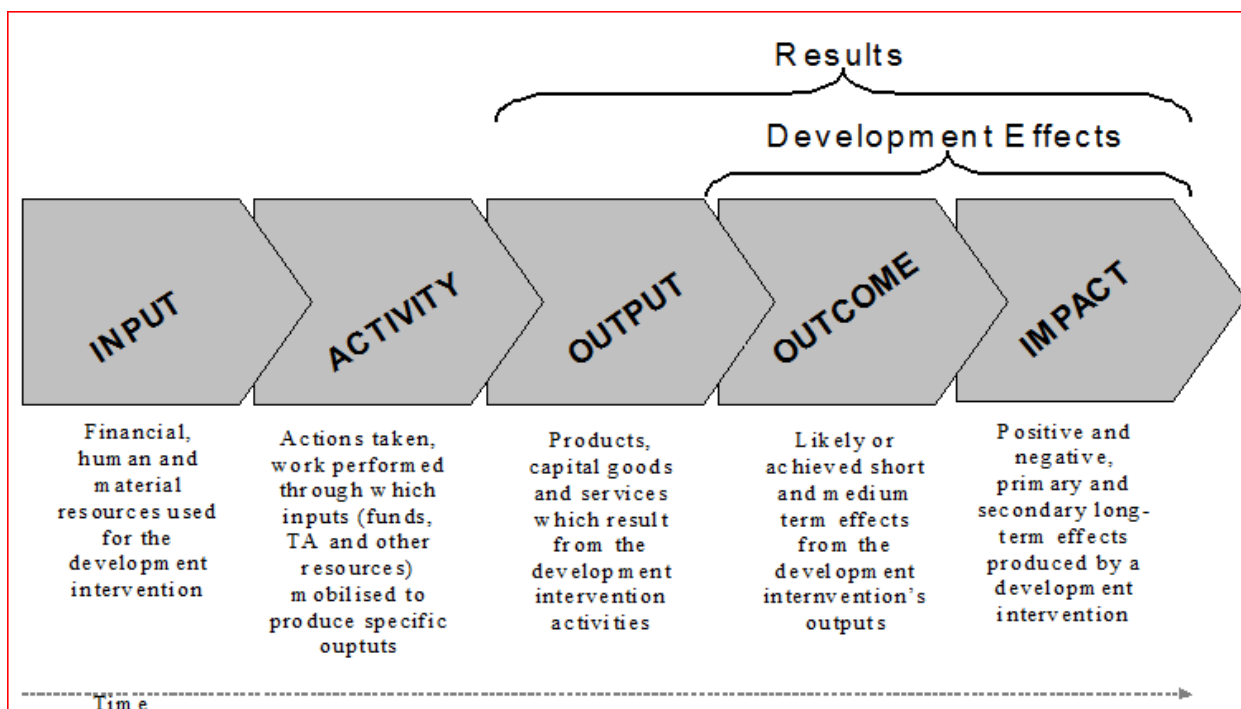 Results
Development Effects
INPUT
ACTIVITY
OUTPUT
OUTCOME
IMPACT
Financial,
human and
material
resources used
for the
development
intervention
Actions taken,
work performed
through which
inputs (funds,
TA and other
resources)
mobilised to
produce specific
ouptuts
Products,
capital goods
and services
which result
from the
development
intervention
activities
Likely or
achieved short
and medium
term effects
from the
development
internvention's
outputs
Positive and
negative,
primary and
secondary long-
term effects
produced by a
development
intervention
Time